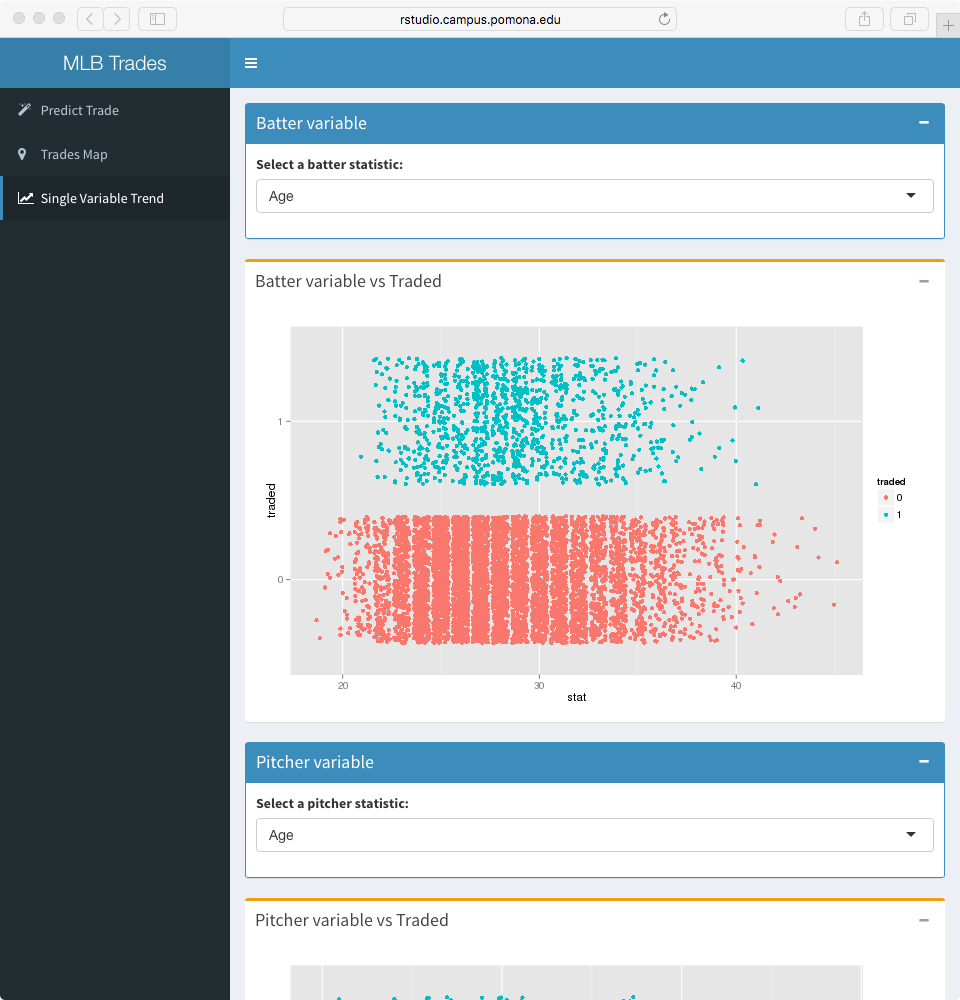 rstudio.campus.pomona.edu
MLB Trades
Predict Trade
Trades Map
Single Variable Trend
Batter variable
Select a batter statistic:
Age
Batter variable vs Traded
1
0
traded
20
30
40
stat
traded
0
1
Pitcher variable
Select a pitcher statistic:
Age
Pitcher variable vs Traded